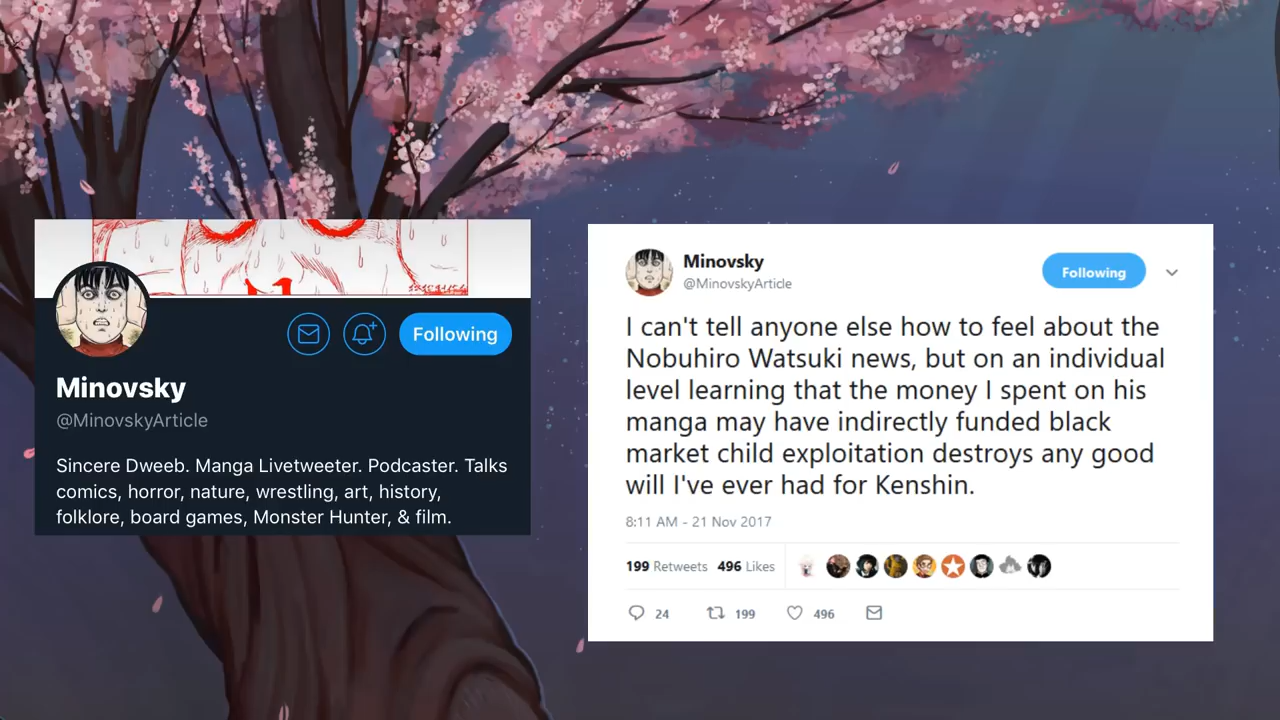 Following
Minovsky
@MinovskyArticle
Sincere Dweeb. Manga Livetweeter. Podcaster. Talks
comics, horror, nature, wrestling, art, history,
folklore, board games, Monster Hunter, & film.
Minovsky
@MinovskyArticle
Following
I can't tell anyone else how to feel about the
Nobuhiro Watsuki news, but on an individual
level learning that the money I spent on his
manga may have indirectly funded black
market child exploitation destroys any good
will I've ever had for Kenshin.
8:11 AM - 21 Nov 2017
199 Retweets 496 Likes
24 199 496